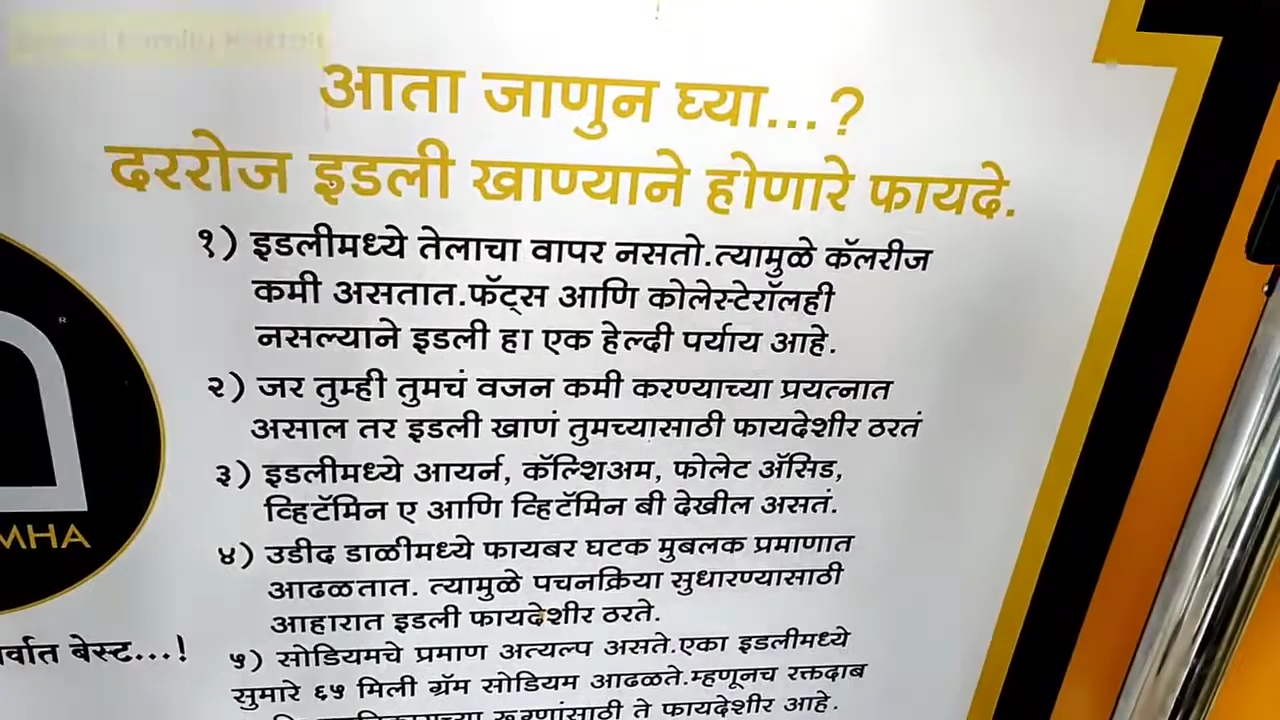 आता जाणुन घ्या...?
दररोज इडली खाण्याने होणारे फायदे.
१) इडलीमध्ये तेलाचा वापर नसतो.त्यामुळे कॅलरीज
कमी असतात.फॅट्स आणि कोलेस्टेरॉलही
नसल्याने इडली हा एक हेल्दी पर्याय आहे.
२) जर तुम्ही तुमचं वजन कमी करण्याच्या प्रयत्नात
असाल तर इडली खाणं तुमच्यासाठी फायदेशीर ठरतं
३) इडलीमध्ये आयर्न, कॅल्शिअम, फोलेट ॲसिड,
व्हिटॅमिन ए आणि व्हिटॅमिन बी देखील असतं.
MHA
४) उडीद डाळीमध्ये फायबर घटक मुबलक प्रमाणात
आढळतात. त्यामुळे पचनक्रिया सुधारण्यासाठी
आहारात इडली फायदेशीर ठरते.
बेस्ट...!
५) सोडियमचे प्रमाण अत्यल्प असते.एका इडलीमध्ये
सुमारे ६५ मिली ग्रॅम सोडियम आढळते.म्हणूनच रक्तदाब
रूग्णांसाठी ते फायदेशीर आहे.